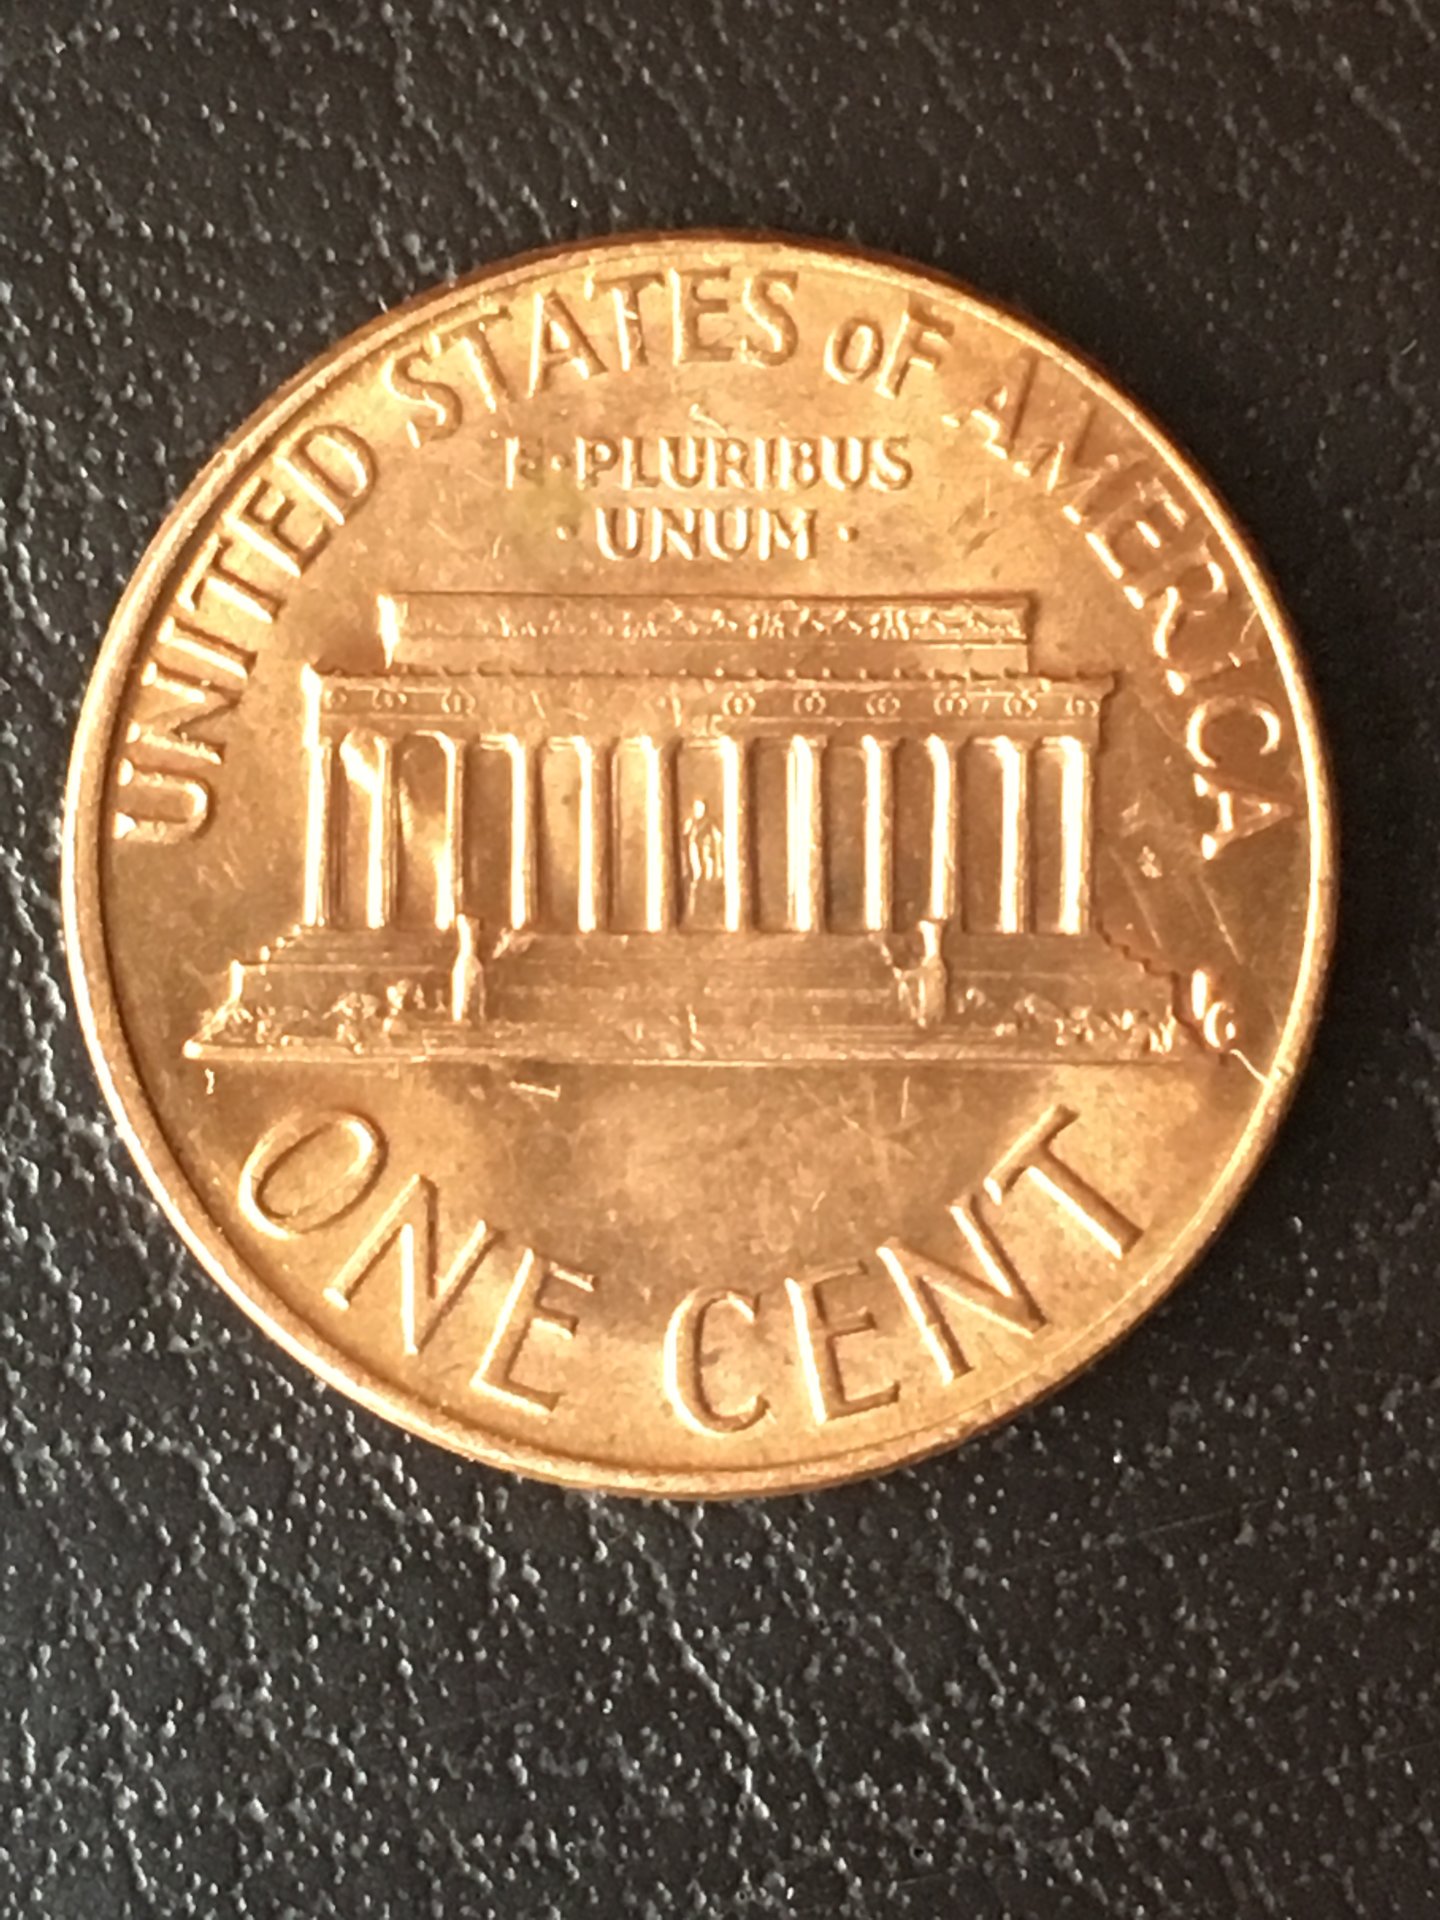 UNITED STATES OF AMERICA
E·PLURIBUS
·UNUM·
ONE CENT